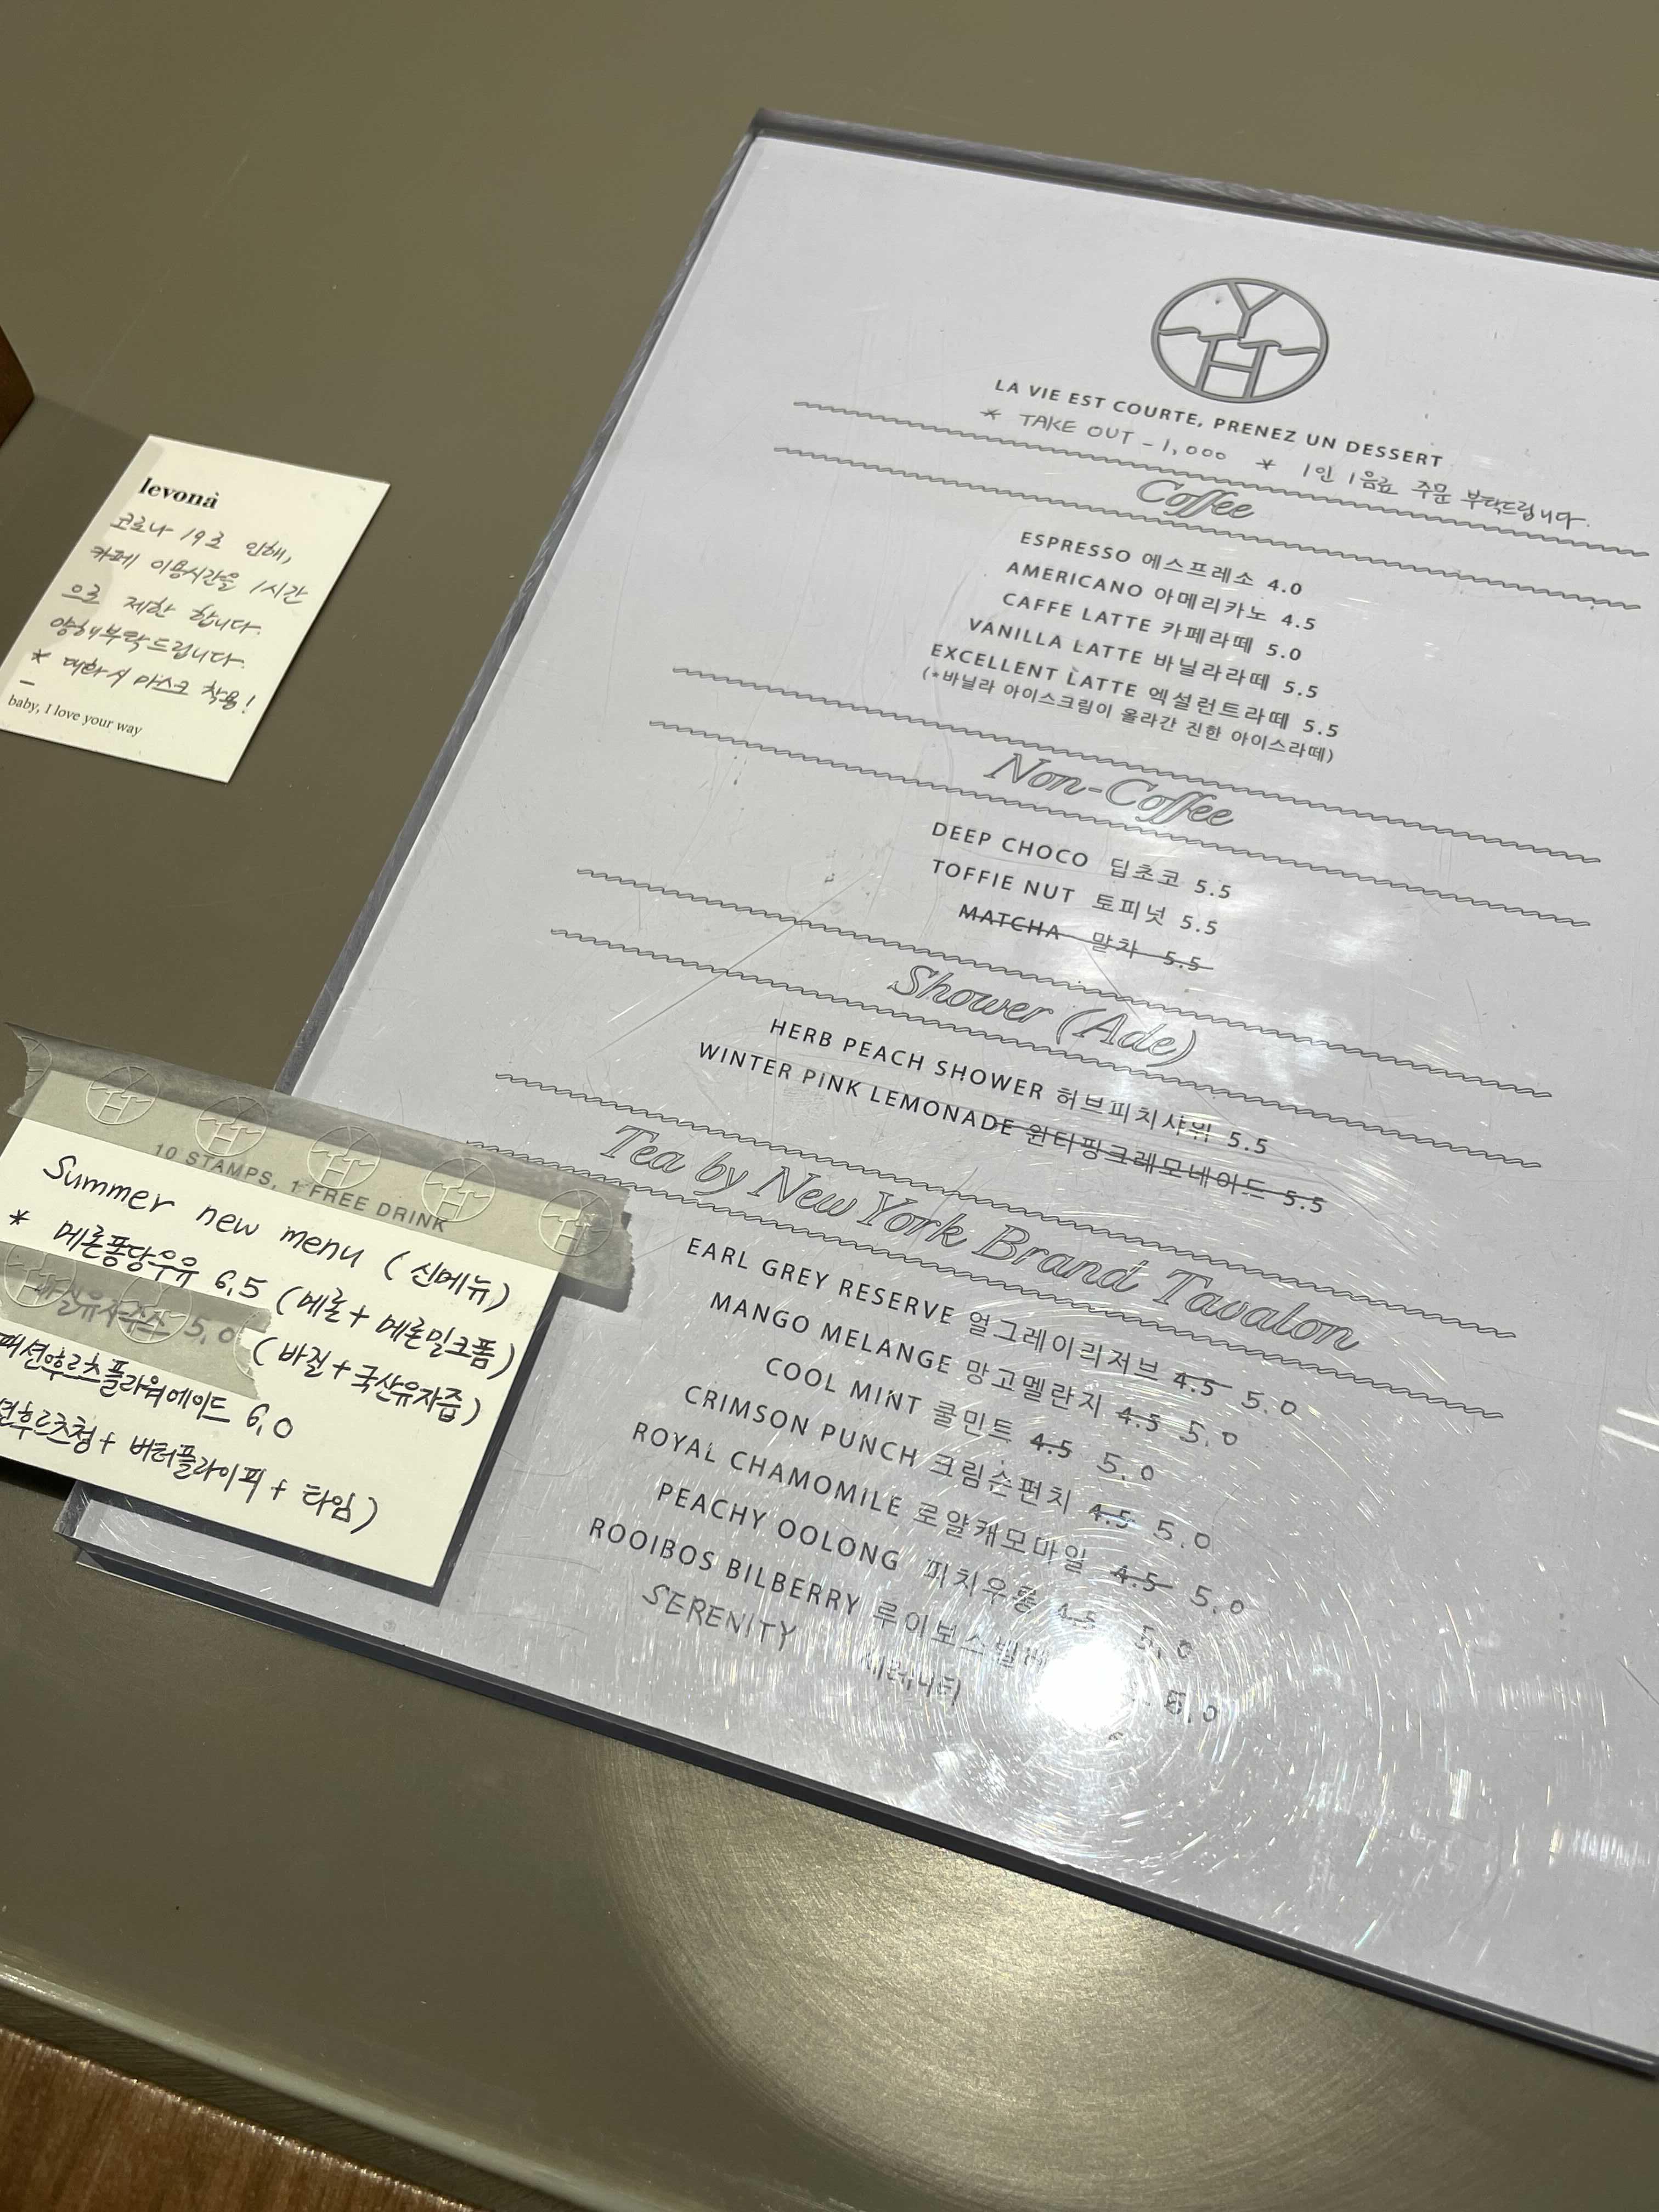 YH
LA VIE EST COURTE, PRENEZ UN DESSERT
* TAKE OUT - 1,000 * 1인 1음료 주문 부탁드립니다.
Coffee
ESPRESSO 에스프레소 4.0
AMERICANO 아메리카노 4.5
CAFFE LATTE 카페라떼 5.0
VANILLA LATTE 바닐라라떼 5.5
EXCELLENT LATTE 엑설런트라떼 5.5
(*바닐라 아이스크림이 올라간 진한 아이스라떼)
Non-Coffee
DEEP CHOCO 딥초코 5.5
TOFFIE NUT 토피넛 5.5
MATCHA 말차 5.5
Shower (Ade)
HERB PEACH SHOWER 허브피치샤워 5.5
WINTER PINK LEMONADE 윈터핑크레모네이드 5.5
Tea by New York Brand Tavalon
EARL GREY RESERVE 얼그레이리저브 4.5 5.0
MANGO MELANGE 망고멜란지 4.5 5.0
COOL MINT 쿨민트 4.5 5.0
CRIMSON PUNCH 크림슨펀치 4.5 5.0
ROYAL CHAMOMILE 로얄캐모마일 4.5 5.0
PEACHY OOLONG 피치우롱 4.5 5.0
ROOIBOS BILBERRY 루이보스빌베 5.0
SERENITY 세레니티
levonà
코로나 19로 인해,
카페 이용시간을 1시간
으로 제한 합니다.
양해부탁드립니다.
* 대화시 마스크 착용!
baby, I love your way
10 STAMPS, 1 FREE DRINK
Summer new menu (신메뉴)
* 메론퐁당우유 6.5 (메론 + 메론밀크폼)
바질유자주스 5.0 (바질 + 국산유자즙)
패션후르츠플라워에이드 6.0
션후르츠청 + 버터플라이피 + 타임)